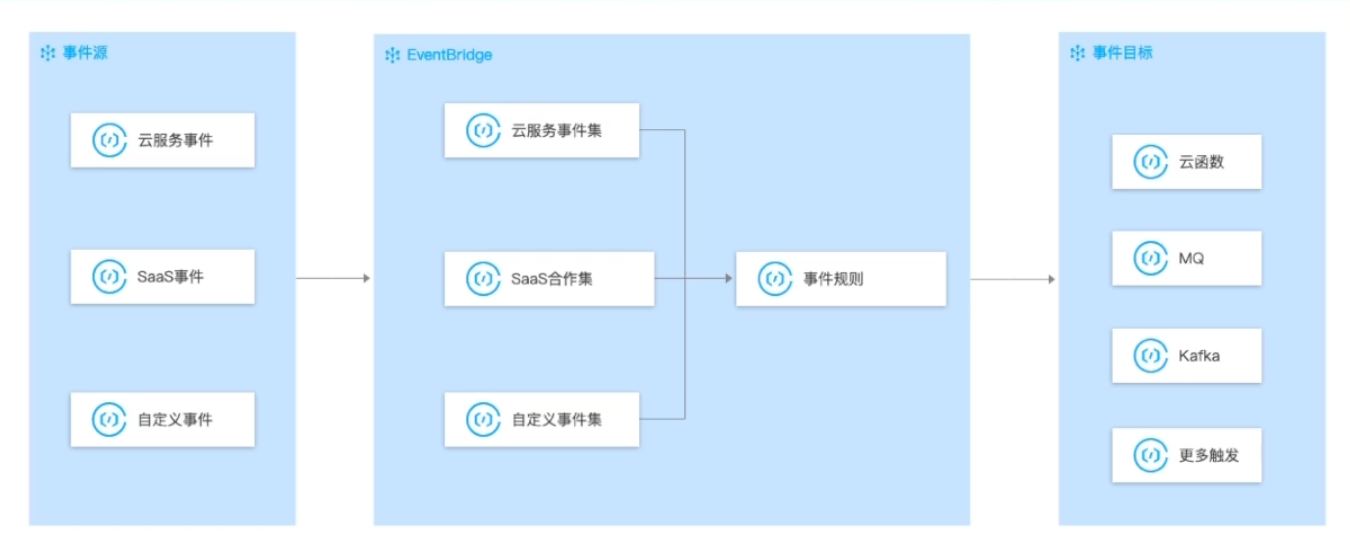 事件源
云服务事件
SaaS事件
自定义事件
EventBridge
云服务事件集
SaaS合作集
自定义事件集
事件规则
事件目标
云函数
MQ
Kafka
更多触发